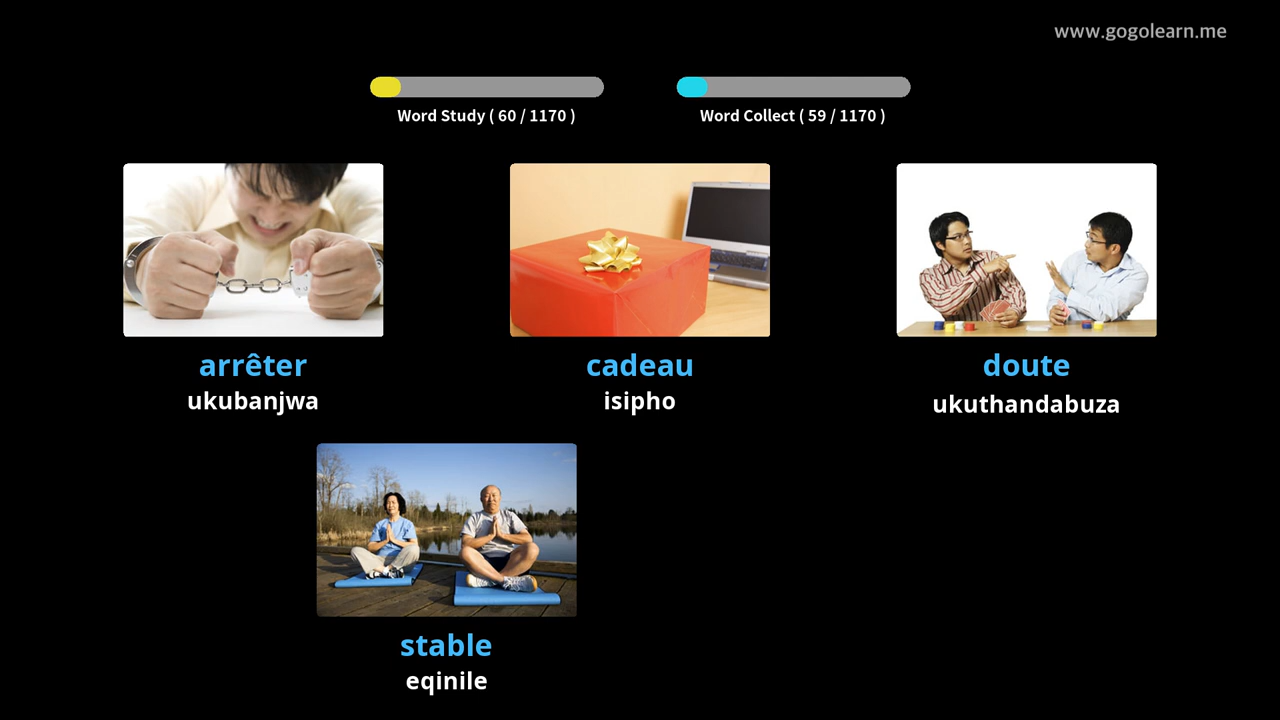 www.gogolearn.me
Word Study ( 60 / 1170 )
Word Collect ( 59 / 1170 )
arrêter
ukubanjwa
cadeau
isipho
doute
ukuthandabuza
stable
eqinile